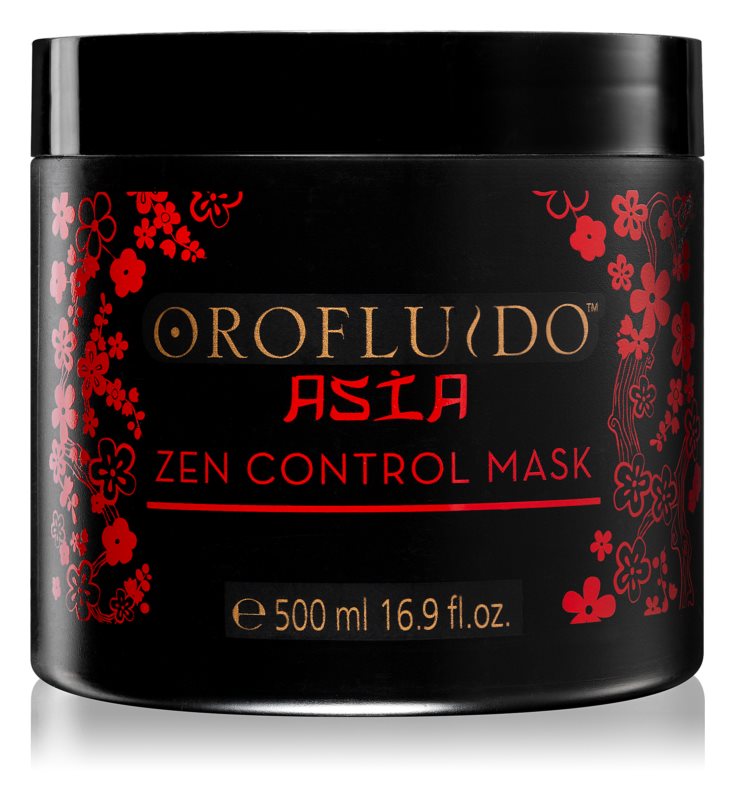 OROFLUIDO™
ASIA
ZEN CONTROL MASK
℮ 500 ml 16.9 fl.oz.